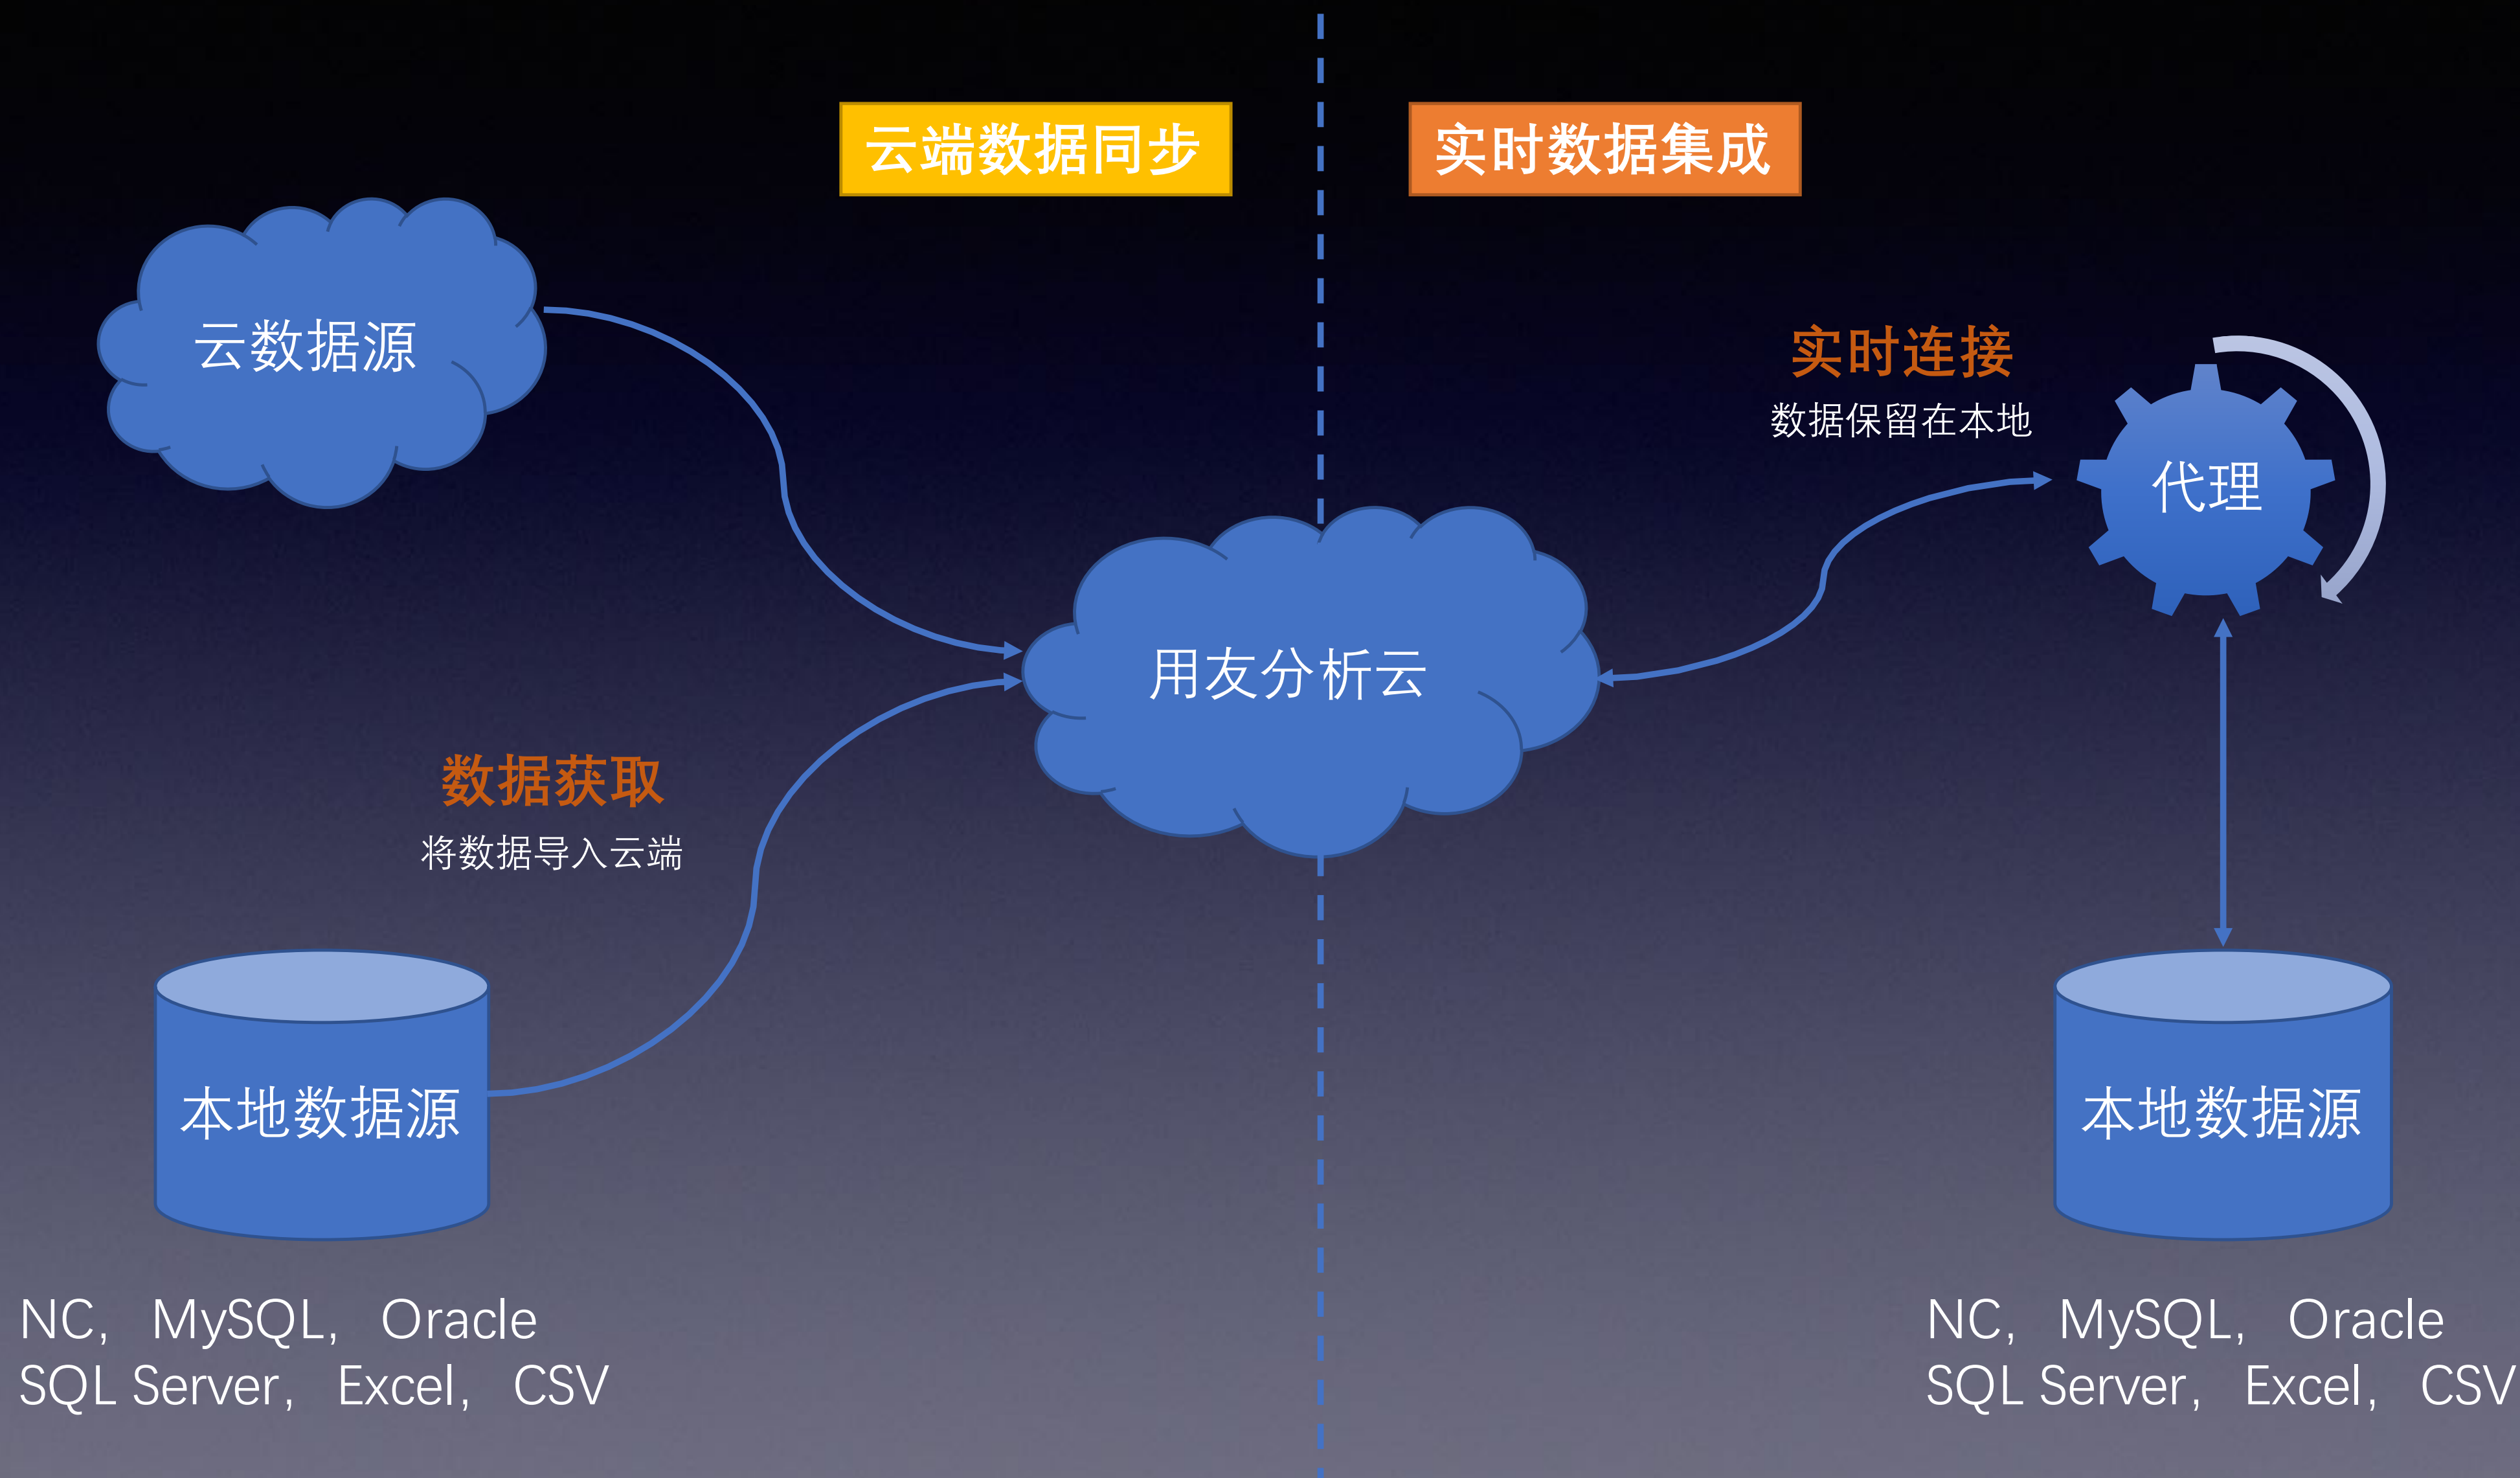 云端数据同步
实时数据集成
云数据源
实时连接
数据保留在本地
代理
用友分析云
数据获取
将数据导入云端
本地数据源
本地数据源
NC，MySQL，Oracle
SQL Server，Excel，CSV
NC，MySQL，Oracle
SQL Server，Excel，CSV